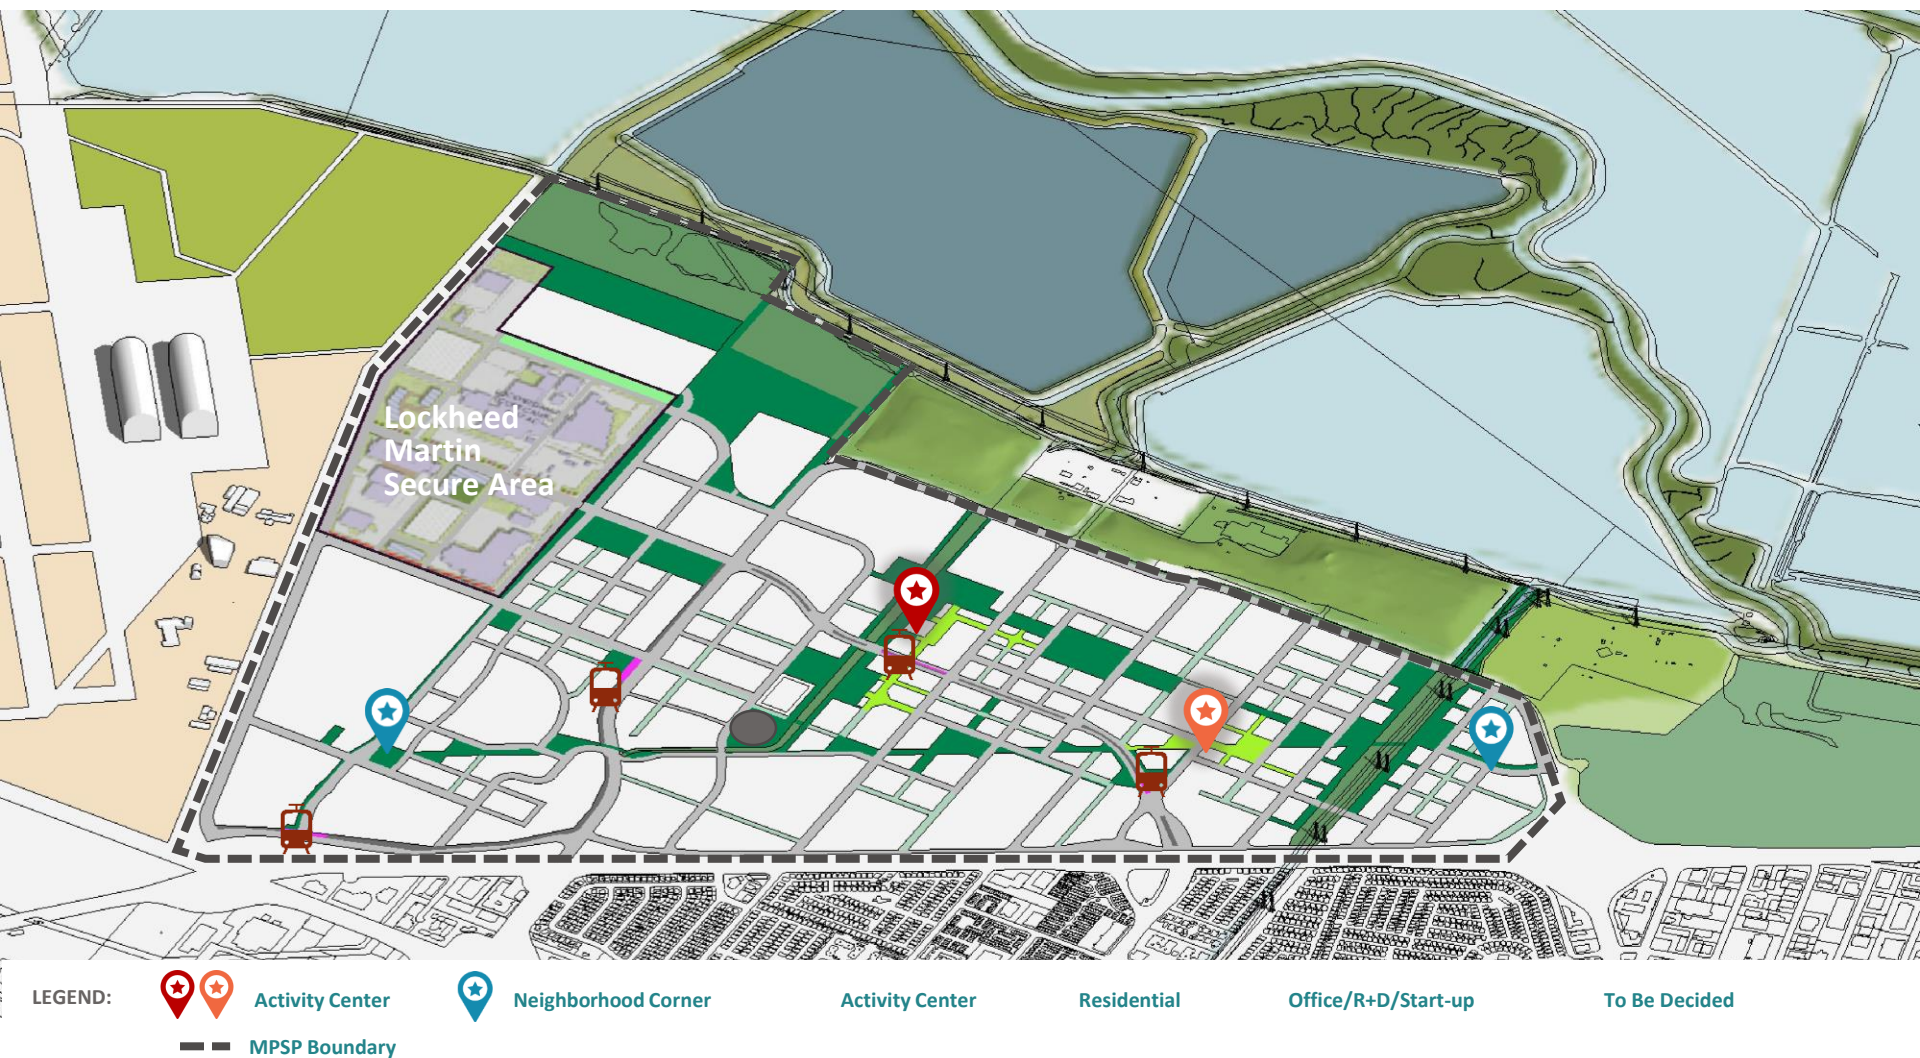 Lockheed
Martin
Secure Area
LEGEND:
Activity Center
Neighborhood Corner
Activity Center
Residential
Office/R+D/Start-up
To Be Decided
MPSP Boundary